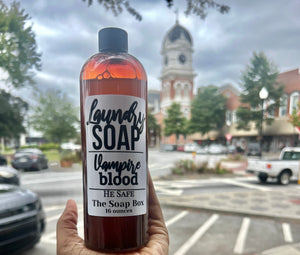 Laundry
SOAP
Vampire
blood
HE SAFE
The Soap Box
16 ounces